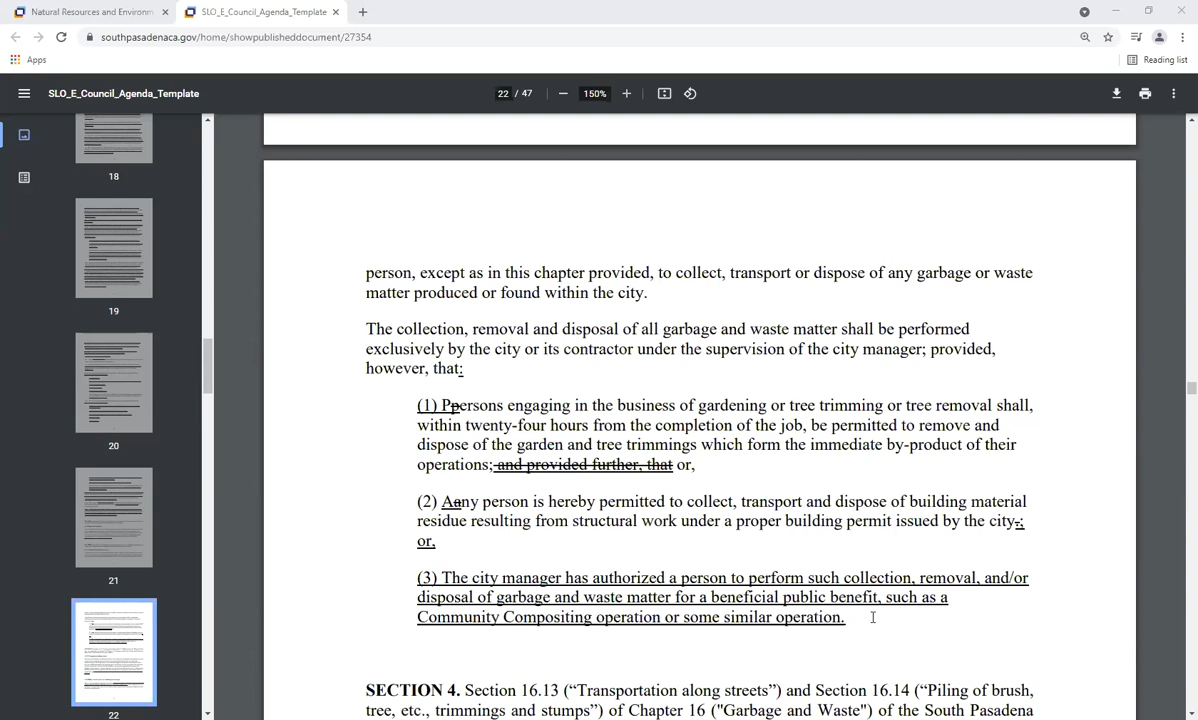 Natural Resources and Environm
SLO_E_Council_Agenda_Template
southpasadenaca.gov/home/showpublisheddocument/27354
Apps
Reading list
SLO_E_Council_Agenda_Template
22 / 47
150%
18
19
20
21
22
person, except as in this chapter provided, to collect, transport or dispose of any garbage or waste
matter produced or found within the city.
The collection, removal and disposal of all garbage and waste matter shall be performed
exclusively by the city or its contractor under the supervision of the city manager; provided,
however, that:
(1) Ppersons engaging in the business of gardening or tree trimming or tree removal shall,
within twenty-four hours from the completion of the job, be permitted to remove and
dispose of the garden and tree trimmings which form the immediate by-product of their
operations; and provided further, that or,
(2) Aany person is hereby permitted to collect, transport and dispose of building material
residue resulting from structural work under a proper building permit issued by the city.;
or,
(3) The city manager has authorized a person to perform such collection, removal, and/or
disposal of garbage and waste matter for a beneficial public benefit, such as a
Community Compositing operation or some similar operation.
SECTION 4. Section 16.13 (“Transportation along streets”) and Section 16.14 (“Piling of brush,
tree, etc., trimmings and stumps”) of Chapter 16 ("Garbage and Waste") of the South Pasadena